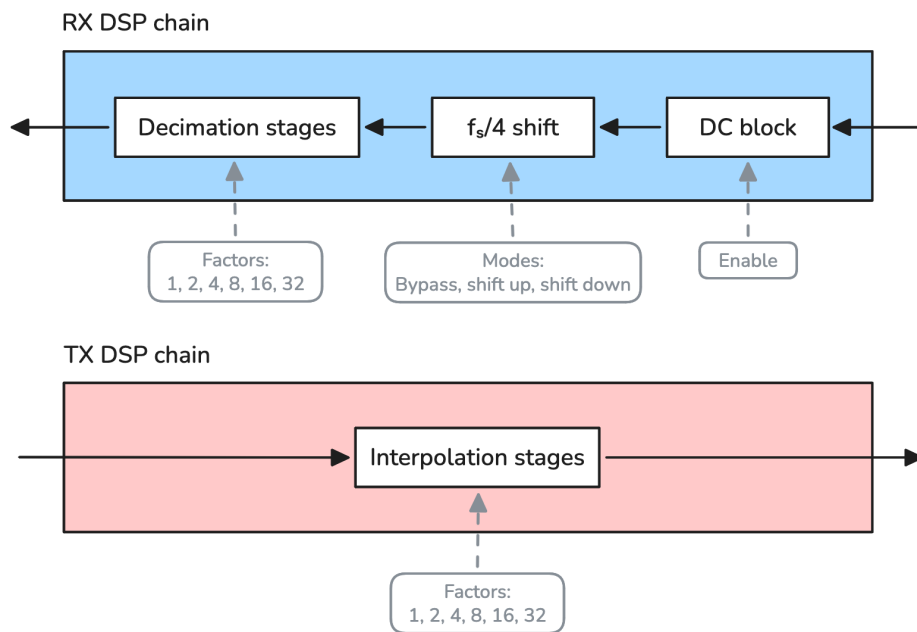 RX DSP chain
Decimation stages
fₛ/4 shift
DC block
Factors:
1, 2, 4, 8, 16, 32
Modes:
Bypass, shift up, shift down
Enable
TX DSP chain
Interpolation stages
Factors:
1, 2, 4, 8, 16, 32